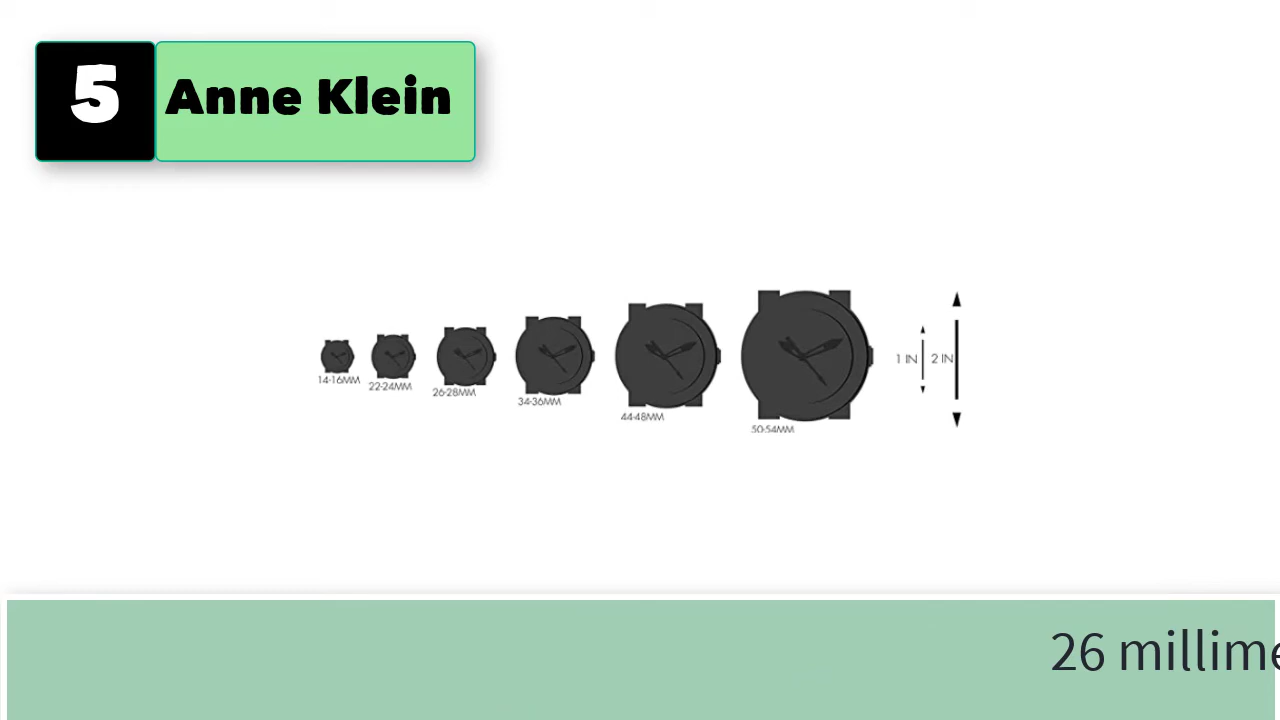 5
Anne Klein
14-16MM
22-24MM
26-28MM
34-36MM
44-48MM
50-54MM
1 IN
2 IN
26 millime